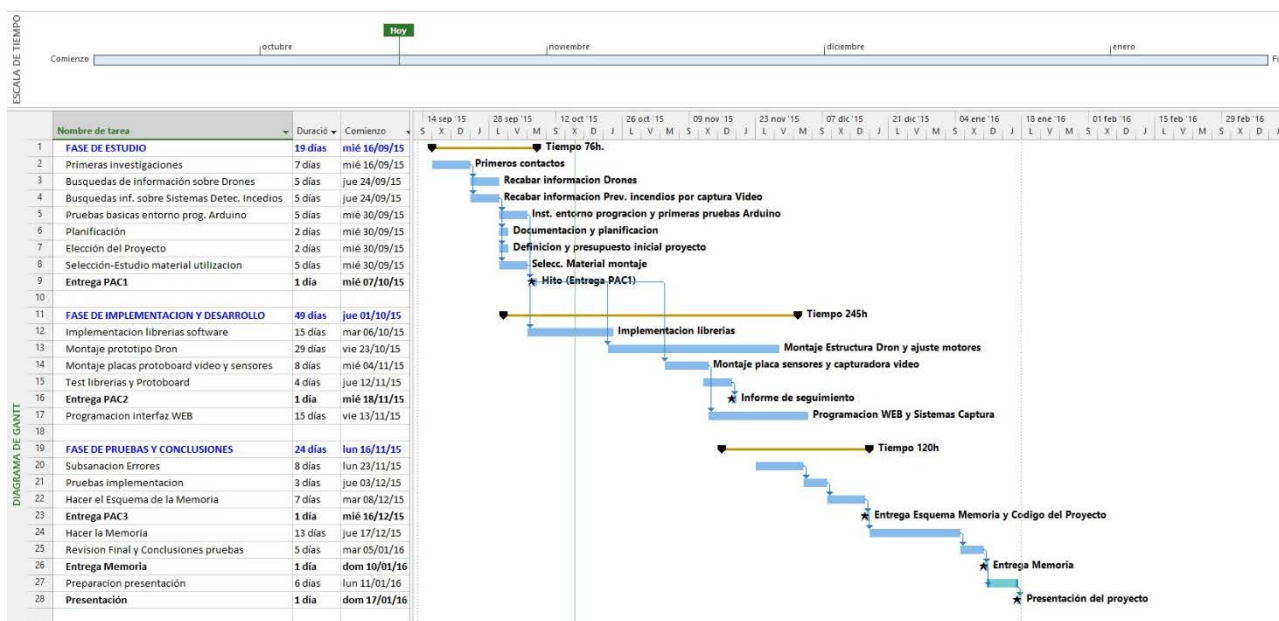 ESCALA DE TIEMPO
Hoy
octubre noviembre diciembre enero
Comienzo Fi
DIAGRAMA DE GANTT
Nombre de tarea Duració Comienzo
14 sep '15 28 sep '15 12 oct '15 26 oct '15 09 nov '15 23 nov '15 07 dic '15 21 dic '15 04 ene '16 18 ene '16 01 feb '16 15 feb '16 29 feb '16
S X D J L V M S X D J L V M S X D J L V M S X D J L V M S X D J L V M S X D J L V M S X D J
1 FASE DE ESTUDIO 19 días mié 16/09/15 Tiempo 76h.
2 Primeras investigaciones 7 días mié 16/09/15 Primeros contactos
3 Busquedas de información sobre Drones 5 días jue 24/09/15 Recabar informacion Drones
4 Busquedas inf. sobre Sistemas Detec. Incedios 5 días jue 24/09/15 Recabar informacion Prev. incendios por captura Video
5 Pruebas basicas entorno prog. Arduino 5 días mié 30/09/15 Inst. entorno progracion y primeras pruebas Arduino
6 Planificación 2 días mié 30/09/15 Documentacion y planificacion
7 Elección del Proyecto 2 días mié 30/09/15 Definicion y presupuesto inicial proyecto
8 Selección-Estudio material utilizacion 5 días mié 30/09/15 Selecc. Material montaje
9 Entrega PAC1 1 día mié 07/10/15 Hito (Entrega PAC1)
10
11 FASE DE IMPLEMENTACION Y DESARROLLO 49 días jue 01/10/15 Tiempo 245h
12 Implementacion librerias software 15 días mar 06/10/15 Implementacion librerias
13 Montaje prototipo Dron 29 días vie 23/10/15 Montaje Estructura Dron y ajuste motores
14 Montaje placas protoboard video y sensores 8 días mié 04/11/15 Montaje placa sensores y capturadora video
15 Test librerias y Protoboard 4 días jue 12/11/15
16 Entrega PAC2 1 día mié 18/11/15 Informe de seguimiento
17 Programacion interfaz WEB 15 días vie 13/11/15 Programacion WEB y Sistemas Captura
18
19 FASE DE PRUEBAS Y CONCLUSIONES 24 días lun 16/11/15 Tiempo 120h
20 Subsanacion Errores 8 días lun 23/11/15
21 Pruebas implementacion 3 días jue 03/12/15
22 Hacer el Esquema de la Memoria 7 días mar 08/12/15
23 Entrega PAC3 1 día mié 16/12/15 Entrega Esquema Memoria y Codigo del Proyecto
24 Hacer la Memoria 13 días jue 17/12/15
25 Revision Final y Conclusiones pruebas 5 días mar 05/01/16
26 Entrega Memoria 1 día dom 10/01/16 Entrega Memoria
27 Preparacion presentación 6 días lun 11/01/16
28 Presentación 1 día dom 17/01/16 Presentación del proyecto